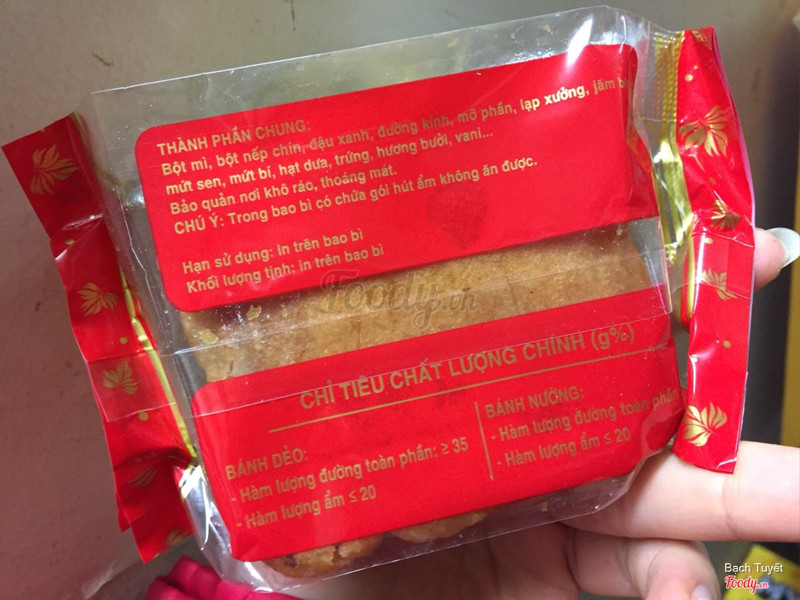 THÀNH PHẦN CHUNG:
Bột mì, bột nếp chín, đậu xanh, đường kính, mỡ phần, lạp xưởng, jăm
mứt sen, mứt bí, hạt dưa, trứng, hương bưởi, vani...
Bảo quản nơi khô ráo, thoáng mát.
CHÚ Ý: Trong bao bì có chứa gói hút ẩm không ăn được.
Hạn sử dụng: in trên bao bì
Khối lượng tịnh: in trên bao bì
Foody.vn
CHỈ TIÊU CHẤT LƯỢNG CHÍNH (g%)
BÁNH DẺO:
- Hàm lượng đường toàn phần: ≥ 35
- Hàm lượng ẩm ≤ 20
BÁNH NƯỚNG:
- Hàm lượng đường toàn phần
- Hàm lượng ẩm ≤ 20
Bạch Tuyết
Foody.vn